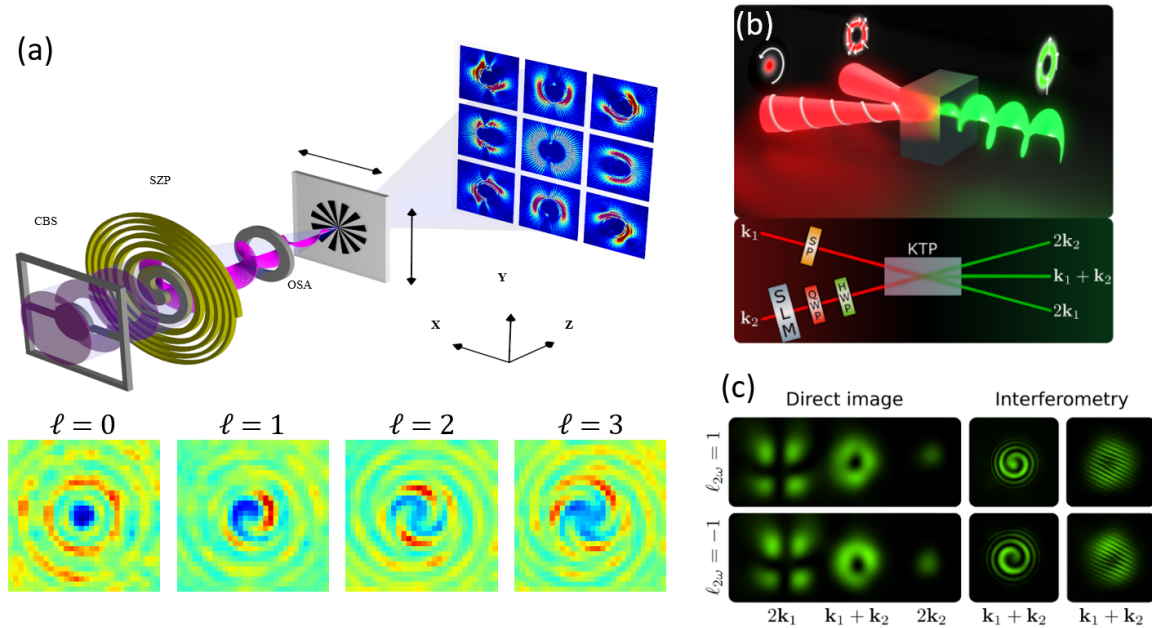 (a)
SZP
CBS
OSA
Y
X
Z
ℓ = 0
ℓ = 1
ℓ = 2
ℓ = 3
(b)
k₁
SP
KTP
2k₂
k₁ + k₂
2k₁
k₂
SLM
QWP
HWP
(c)
Direct image
Interferometry
ℓ₂ω = 1
ℓ₂ω = −1
2k₁
k₁ + k₂
2k₂
k₁ + k₂
k₁ + k₂